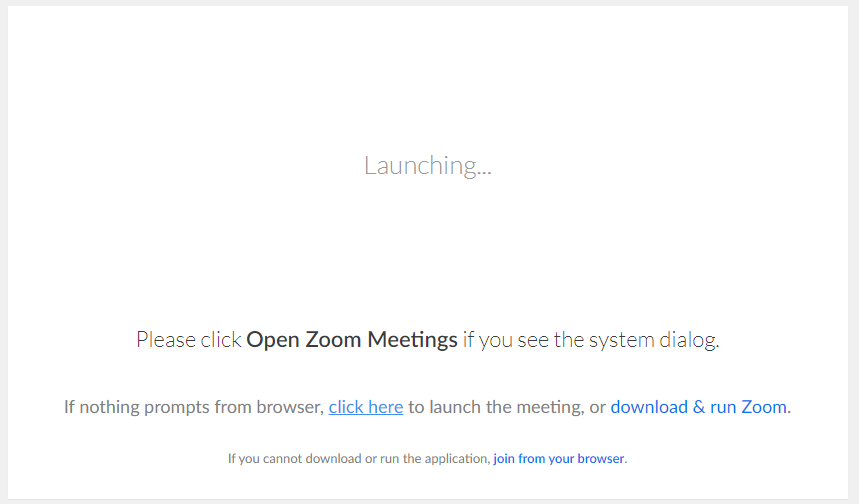 Launching...
Please click Open Zoom Meetings if you see the system dialog.
If nothing prompts from browser, click here to launch the meeting, or download & run Zoom.
If you cannot download or run the application, join from your browser.